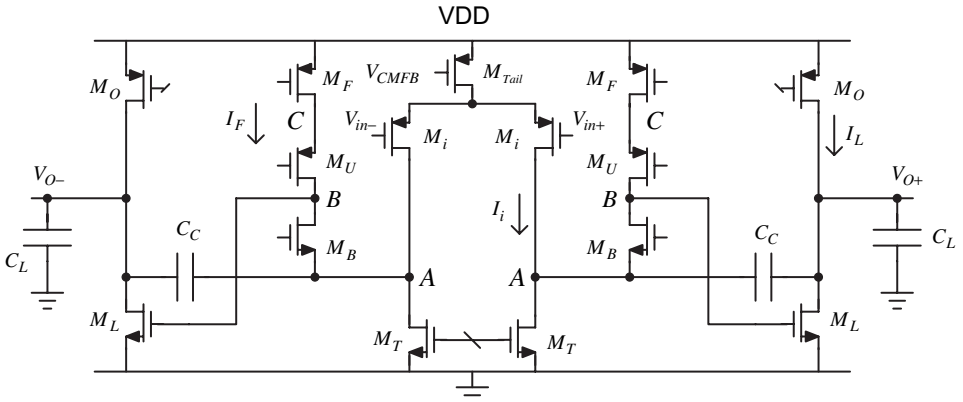 VDD
M_O
M_F
V_CMFB
M_Tail
M_F
M_O
I_F
C
V_in−
M_i
M_i
V_in+
C
I_L
M_U
M_U
V_O−
B
I_i
B
V_O+
C_C
C_C
C_L
M_B
M_B
C_L
A
A
M_L
M_T
M_T
M_L